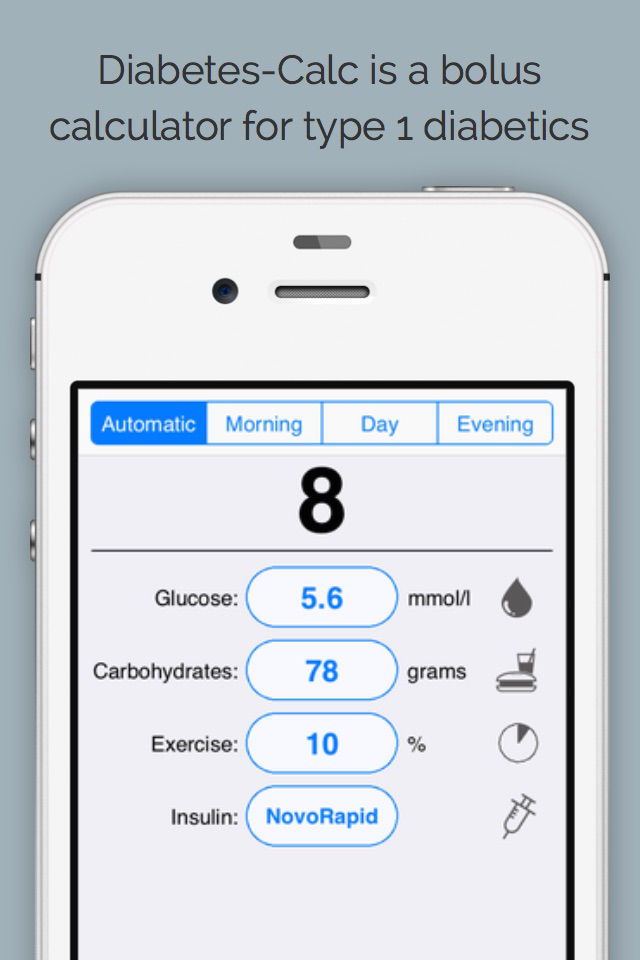 Diabetes-Calc is a bolus
calculator for type 1 diabetics
Automatic Morning Day Evening
8
Glucose: 5.6 mmol/l
Carbohydrates: 78 grams
Exercise: 10 %
Insulin: NovoRapid